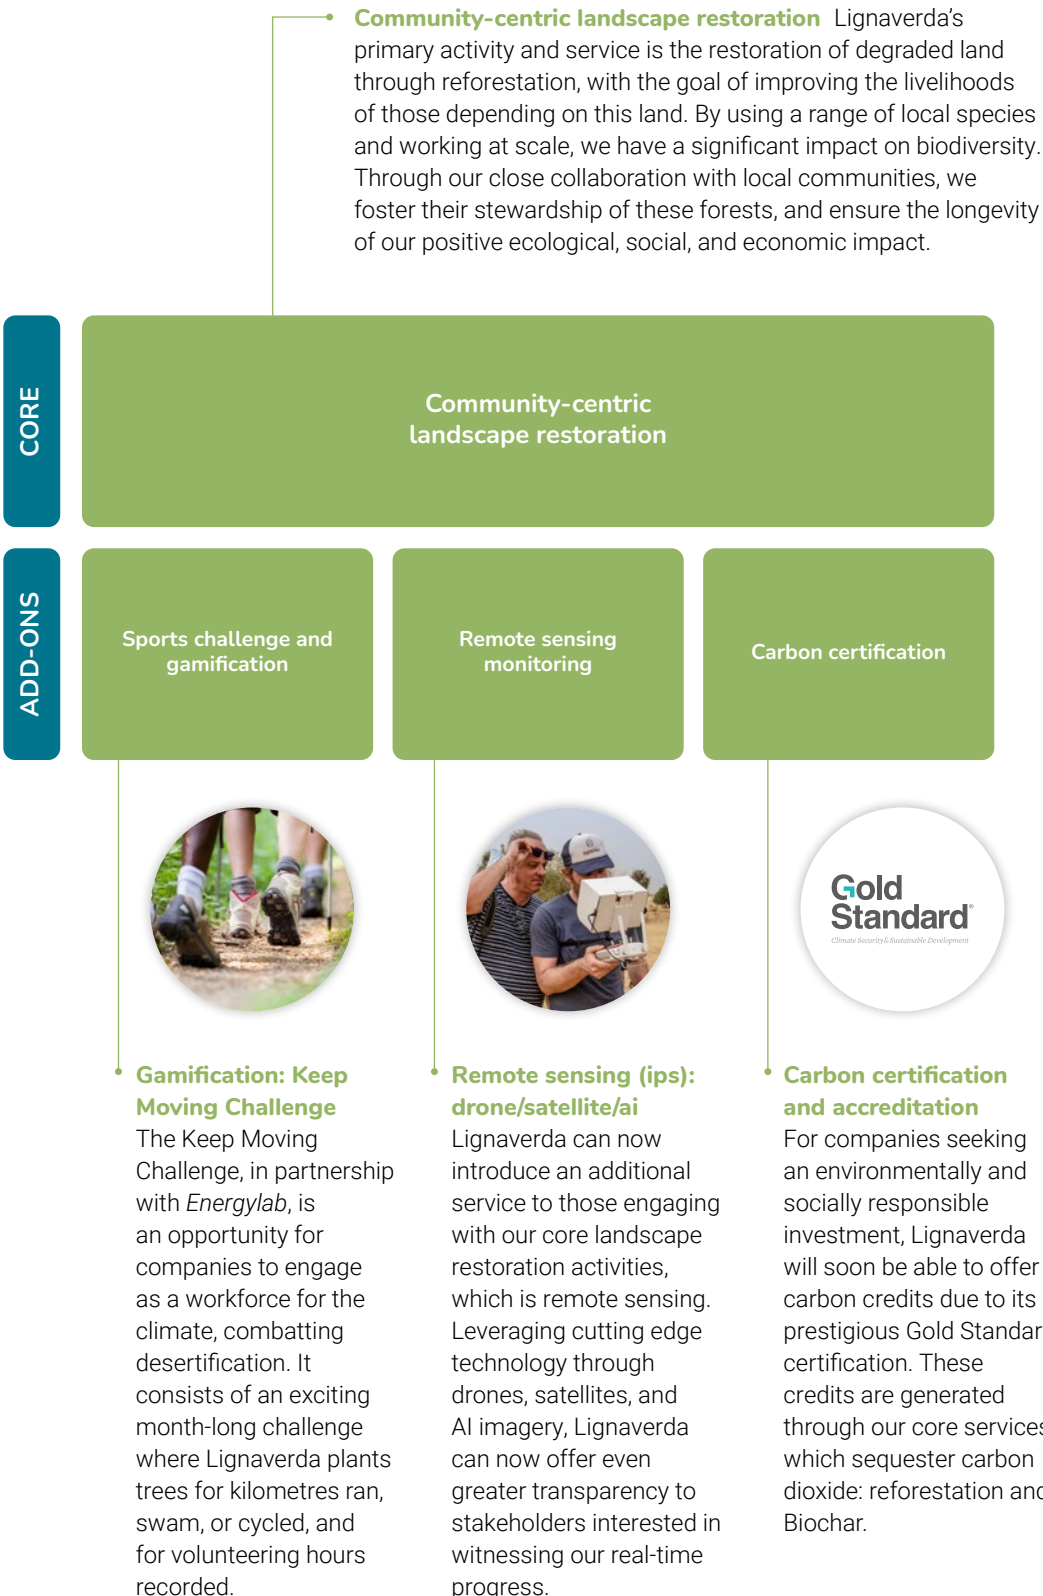 Community-centric landscape restoration Lignaverda’s
primary activity and service is the restoration of degraded land
through reforestation, with the goal of improving the livelihoods
of those depending on this land. By using a range of local species
and working at scale, we have a significant impact on biodiversity.
Through our close collaboration with local communities, we
foster their stewardship of these forests, and ensure the longevity
of our positive ecological, social, and economic impact.
CORE
Community-centric
landscape restoration
ADD-ONS
Sports challenge and
gamification
Remote sensing
monitoring
Carbon certification
Gold
Standard®
Climate Security & Sustainable Development
Gamification: Keep
Moving Challenge
The Keep Moving
Challenge, in partnership
with Energylab, is
an opportunity for
companies to engage
as a workforce for the
climate, combatting
desertification. It
consists of an exciting
month-long challenge
where Lignaverda plants
trees for kilometres ran,
swam, or cycled, and
for volunteering hours
recorded.
Remote sensing (ips):
drone/satellite/ai
Lignaverda can now
introduce an additional
service to those engaging
with our core landscape
restoration activities,
which is remote sensing.
Leveraging cutting edge
technology through
drones, satellites, and
AI imagery, Lignaverda
can now offer even
greater transparency to
stakeholders interested in
witnessing our real-time
progress.
Carbon certification
and accreditation
For companies seeking
an environmentally and
socially responsible
investment, Lignaverda
will soon be able to offer
carbon credits due to its
prestigious Gold Standar
certification. These
credits are generated
through our core services
which sequester carbon
dioxide: reforestation and
Biochar.